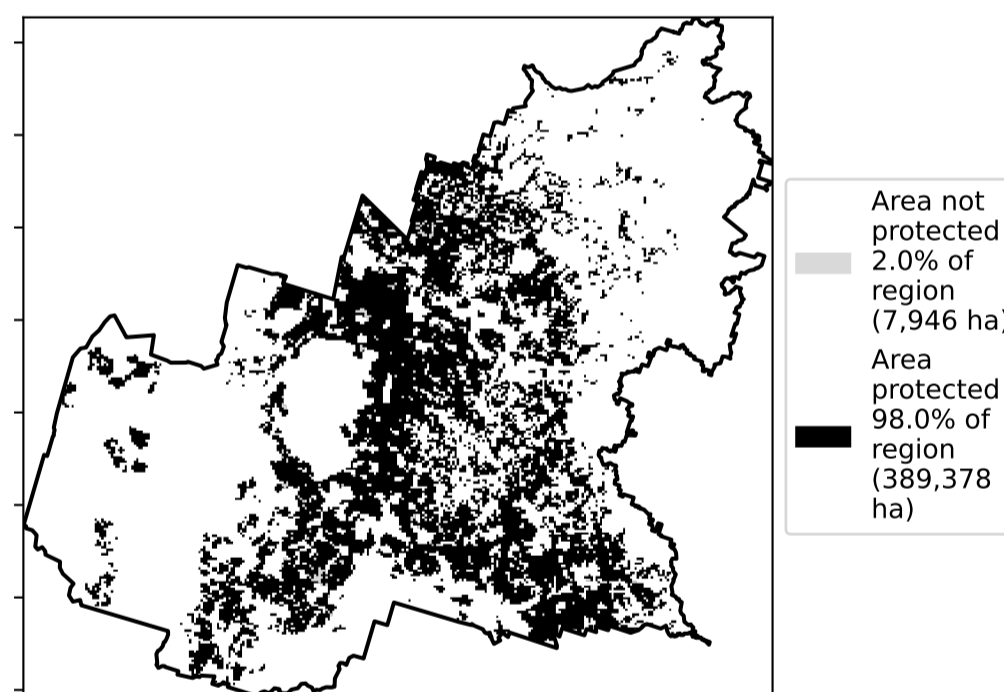 Area not
protected
2.0% of
region
(7,946 ha)
Area
protected
98.0% of
region
(389,378
ha)